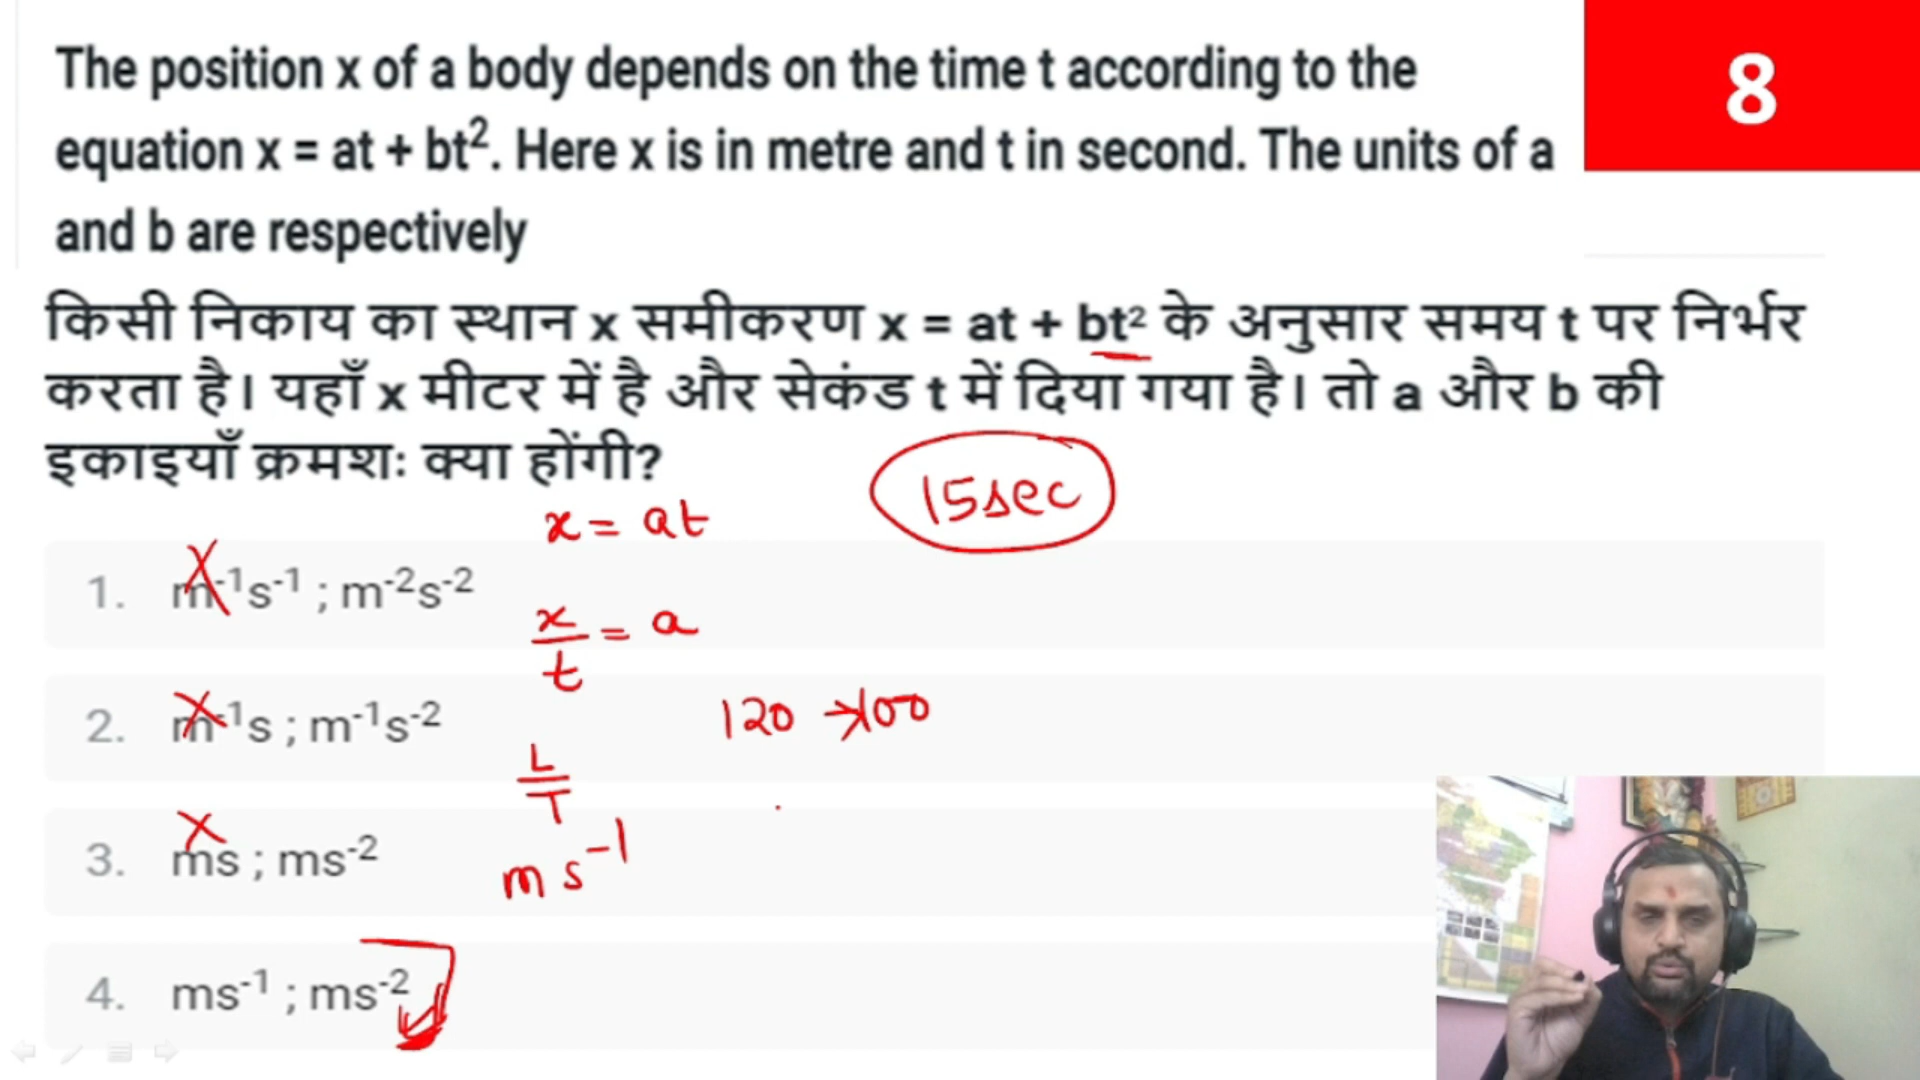 The position x of a body depends on the time t according to the
8
equation x = at + bt². Here x is in metre and t in second. The units of a
and b are respectively
किसी निकाय का स्थान x समीकरण x = at + bt² के अनुसार समय t पर निर्भर
करता है। यहाँ x मीटर में है और सेकंड t में दिया गया है। तो a और b की
इकाइयाँ क्रमशः क्या होंगी?
15sec
x = at
1. m⁻¹s⁻¹ ; m⁻²s⁻²
x/t = a
2. m⁻¹s ; m⁻¹s⁻²
120 → 100
L/T
3. ms ; ms⁻²
ms⁻¹
4. ms⁻¹ ; ms⁻²